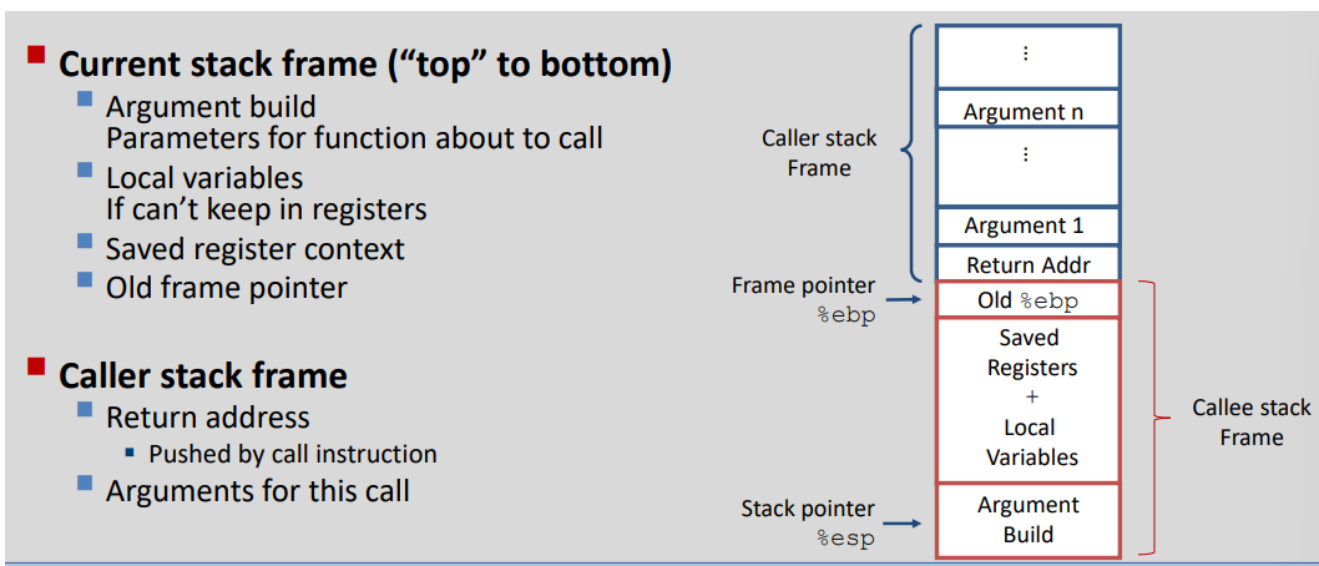 Current stack frame (“top” to bottom)
Argument build
Parameters for function about to call
Local variables
If can’t keep in registers
Saved register context
Old frame pointer
Caller stack frame
Return address
Pushed by call instruction
Arguments for this call
Caller stack
Frame
Frame pointer
%ebp
Stack pointer
%esp
⋮
Argument n
⋮
Argument 1
Return Addr
Old %ebp
Saved
Registers
+
Local
Variables
Argument
Build
Callee stack
Frame